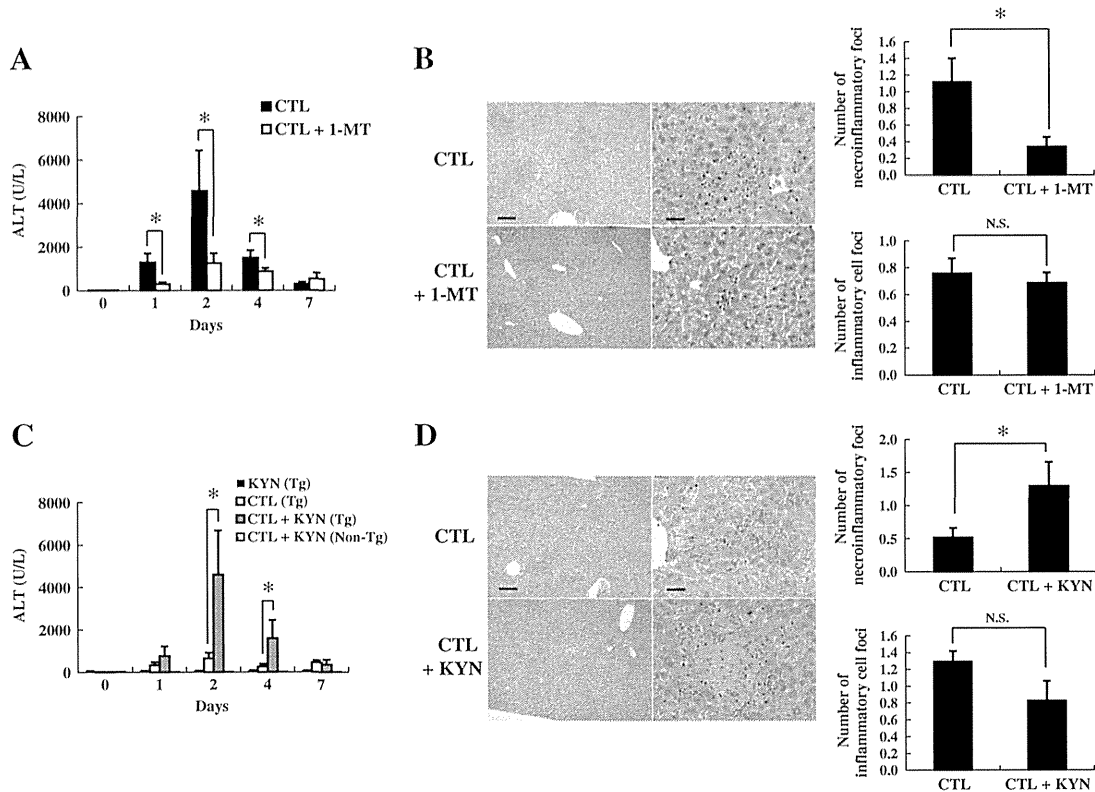 A
CTL
CTL + 1-MT
8000
6000
4000
2000
0
ALT (U/L)
*
*
*
0 1 2 4 7
Days
B
CTL
CTL
+ 1-MT
*
1.6
1.4
1.2
1.0
0.8
0.6
0.4
0.2
0.0
Number of
necroinflammatory foci
CTL CTL + 1-MT
N.S.
1.0
0.8
0.6
0.4
0.2
0.0
Number of
inflammatory cell foci
CTL CTL + 1-MT
C
KYN (Tg)
CTL (Tg)
CTL + KYN (Tg)
CTL + KYN (Non-Tg)
8000
6000
4000
2000
0
ALT (U/L)
*
*
0 1 2 4 7
Days
D
CTL
CTL
+ KYN
*
2.0
1.5
1.0
0.5
0.0
Number of
necroinflammatory foci
CTL CTL + KYN
N.S.
1.6
1.4
1.2
1.0
0.8
0.6
0.4
0.2
0.0
Number of
inflammatory cell foci
CTL CTL + KYN